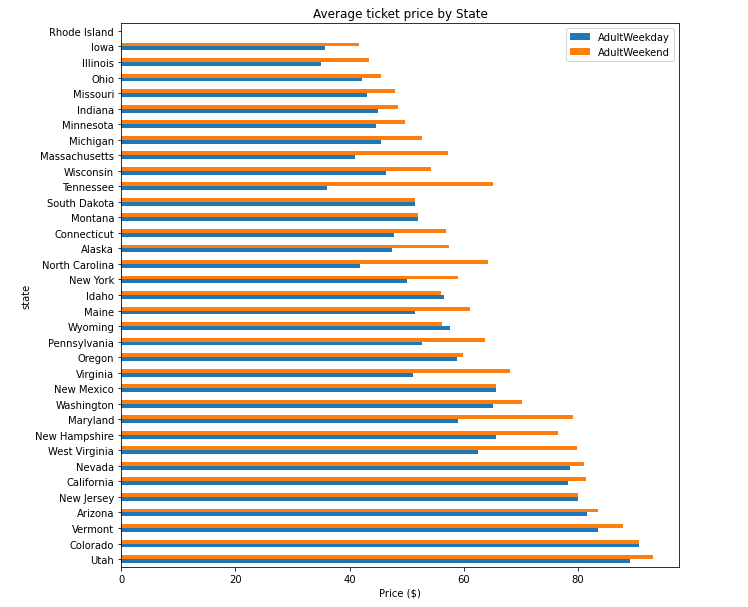 Average ticket price by State
AdultWeekday
AdultWeekend
Rhode Island
Iowa
Illinois
Ohio
Missouri
Indiana
Minnesota
Michigan
Massachusetts
Wisconsin
Tennessee
South Dakota
Montana
Connecticut
Alaska
North Carolina
New York
Idaho
Maine
Wyoming
Pennsylvania
Oregon
Virginia
New Mexico
Washington
Maryland
New Hampshire
West Virginia
Nevada
California
New Jersey
Arizona
Vermont
Colorado
Utah
state
0 20 40 60 80
Price ($)